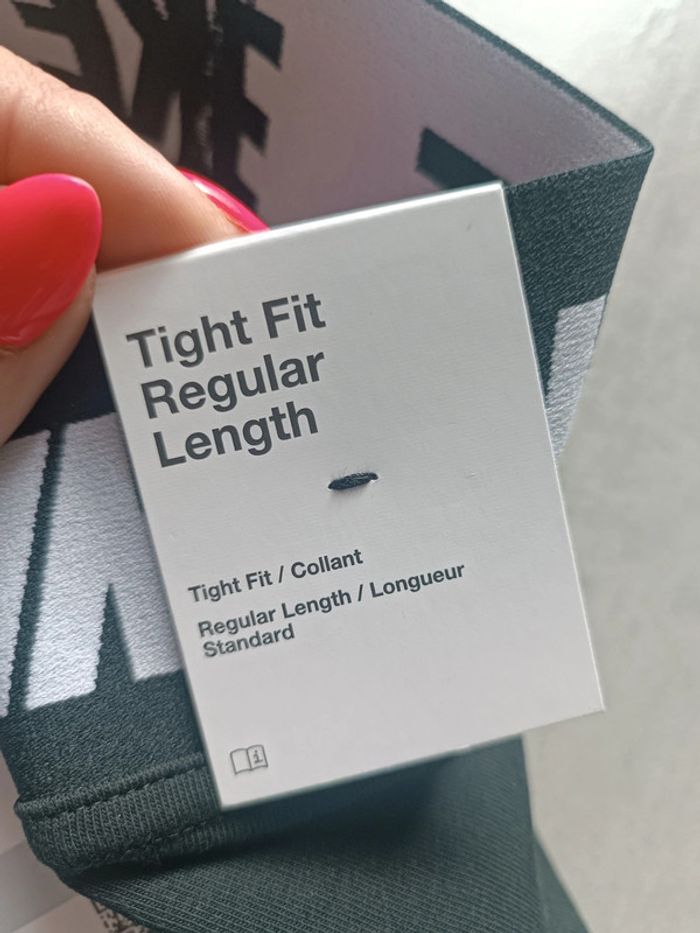 Tight Fit
Regular
Length
Tight Fit / Collant
Regular Length / Longueur
Standard